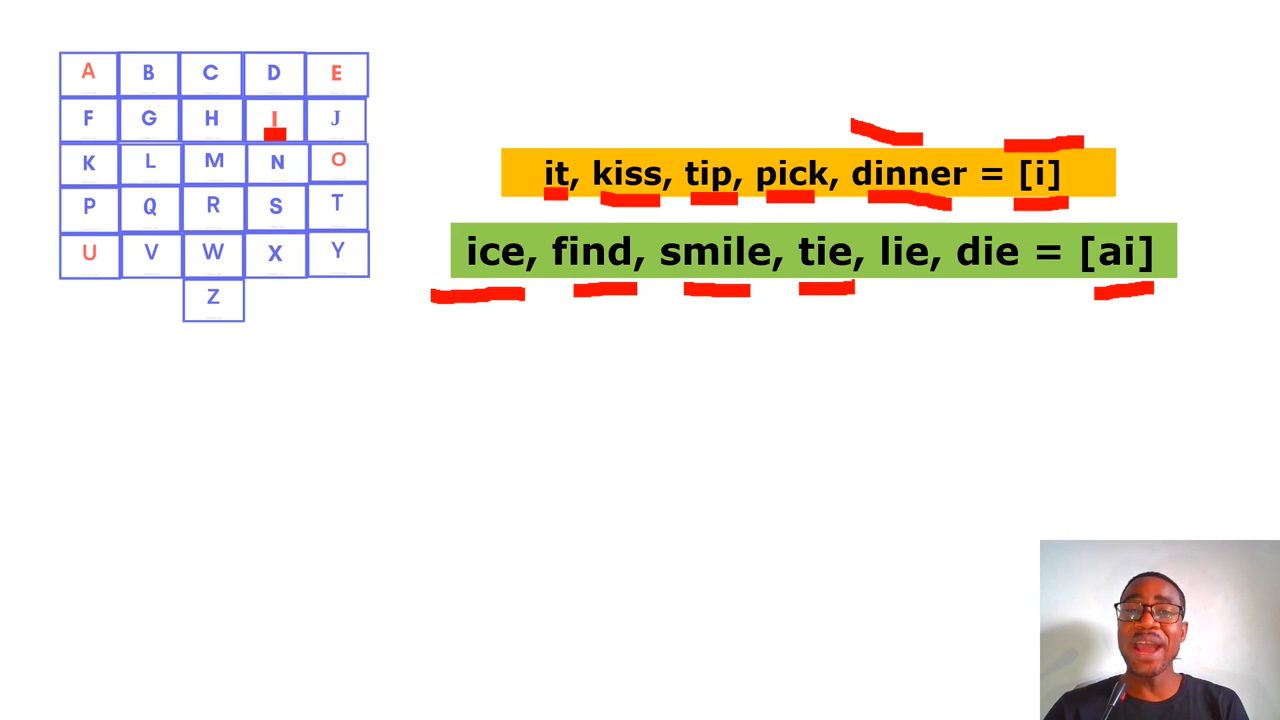 A B C D E
F G H I J
K L M N O
P Q R S T
U V W X Y
Z
it, kiss, tip, pick, dinner = [i]
ice, find, smile, tie, lie, die = [ai]